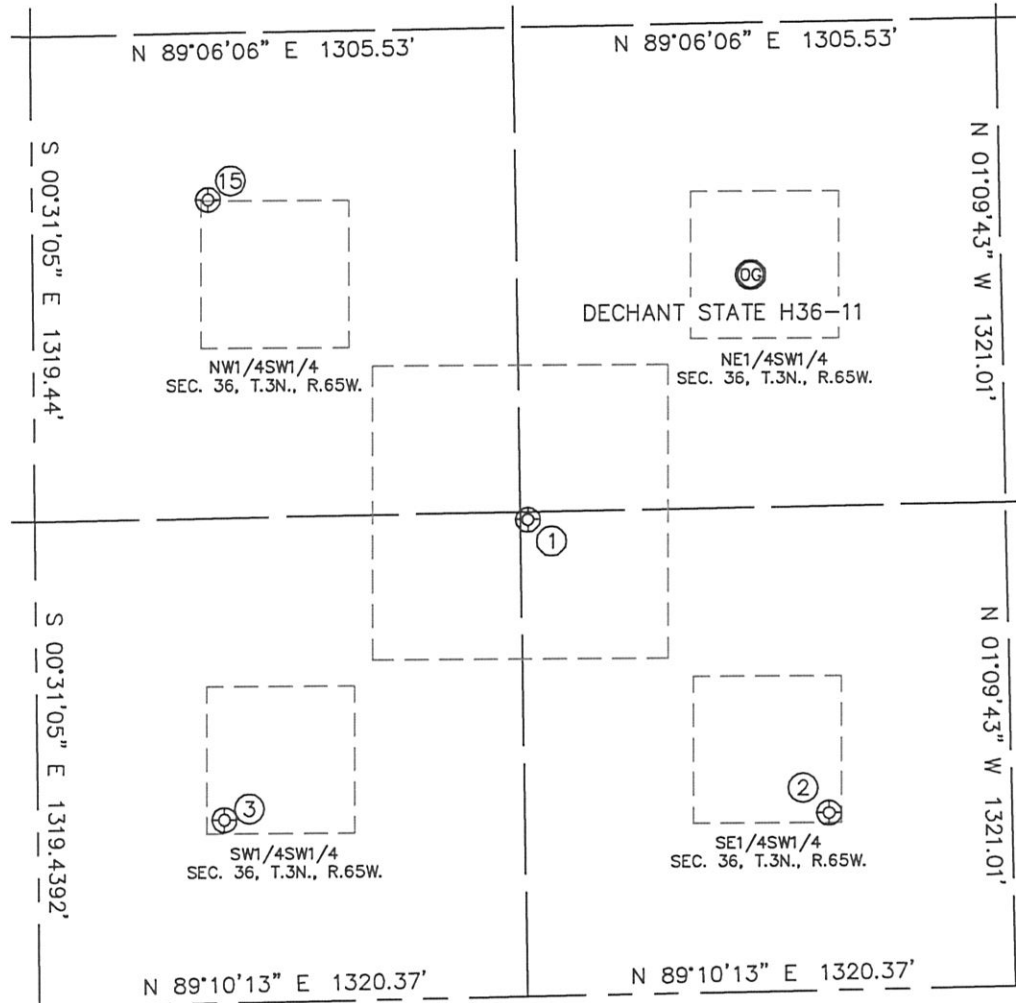 N 89°06'06" E 1305.53'
N 89°06'06" E 1305.53'
S 00°31'05" E 1319.44'
N 01°09'43" W 1321.01'
15
OG
DECHANT STATE H36-11
NW1/4SW1/4
SEC. 36, T.3N., R.65W.
NE1/4SW1/4
SEC. 36, T.3N., R.65W.
1
S 00°31'05" E 1319.4392'
N 01°09'43" W 1321.01'
3
2
SW1/4SW1/4
SEC. 36, T.3N., R.65W.
SE1/4SW1/4
SEC. 36, T.3N., R.65W.
N 89°10'13" E 1320.37'
N 89°10'13" E 1320.37'